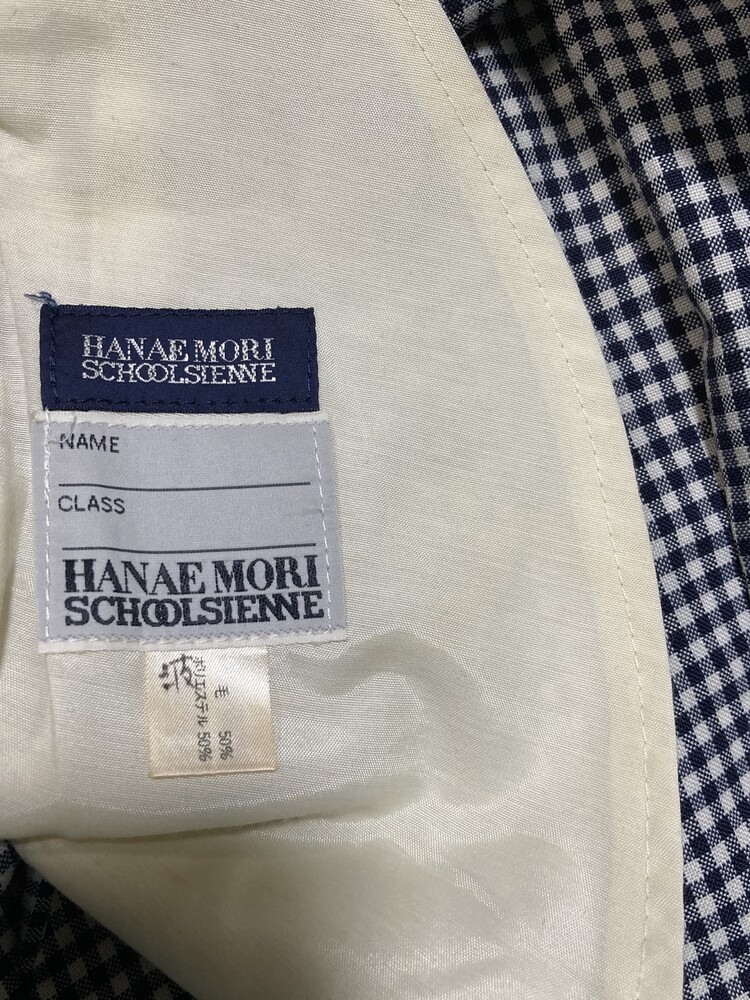 HANAE MORI
SCHOOLSIENNE
NAME
CLASS
HANAE MORI
SCHOOLSIENNE
毛 50%
ポリエステル 50%